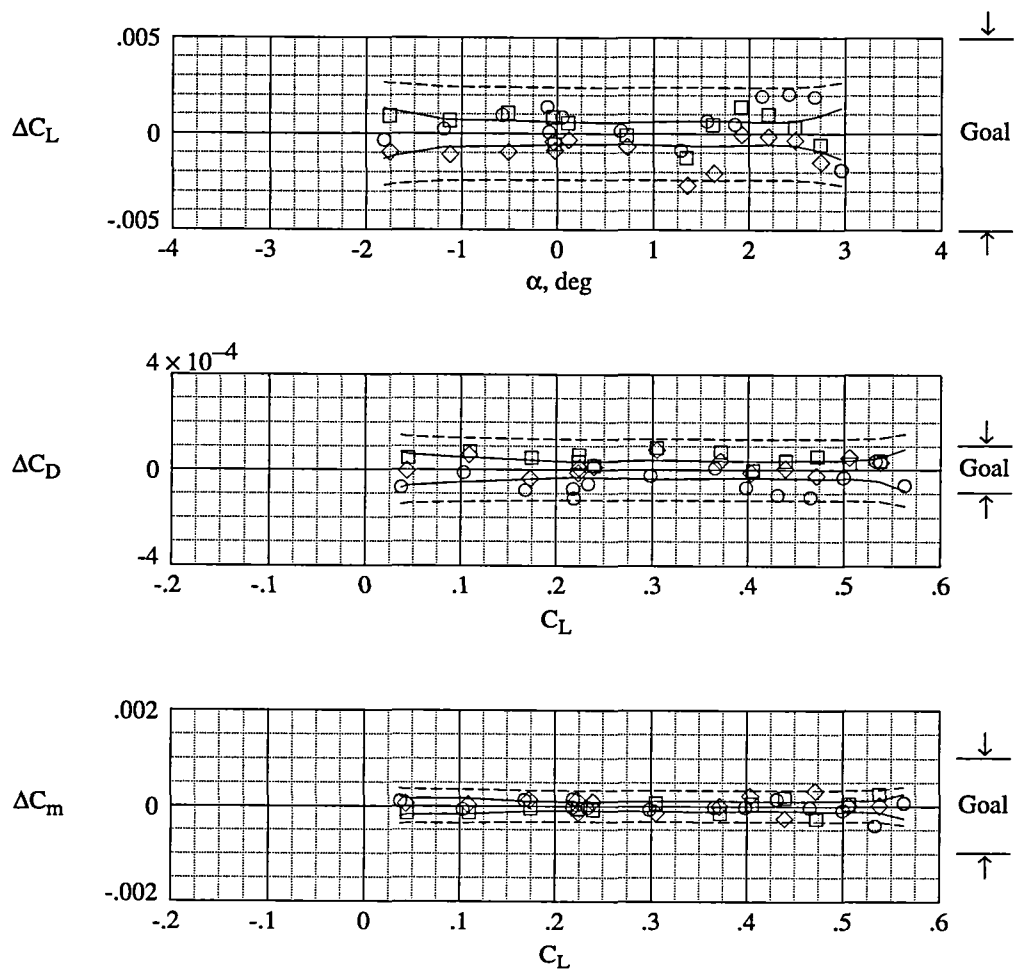 .005
ΔC_L
0
Goal
-.005
-4 -3 -2 -1 0 1 2 3 4
α, deg
4 × 10⁻⁴
ΔC_D
0
Goal
-4
-.2 -.1 0 .1 .2 .3 .4 .5 .6
C_L
.002
ΔC_m
0
Goal
-.002
-.2 -.1 0 .1 .2 .3 .4 .5 .6
C_L